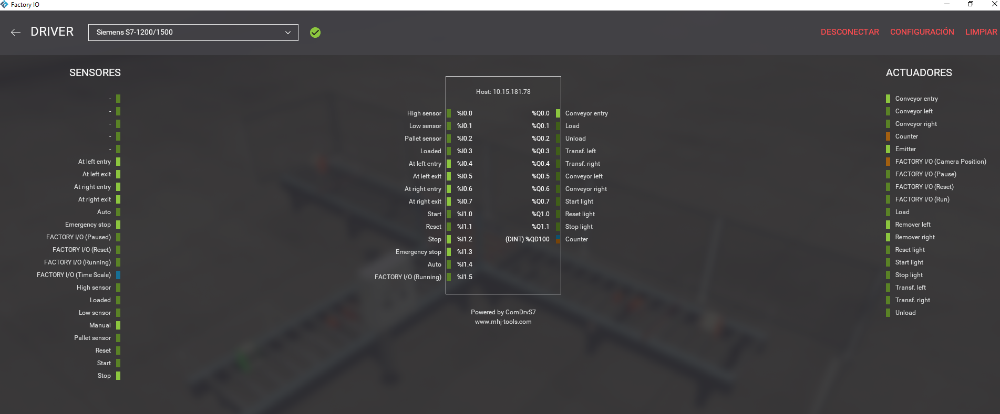 Factory IO
DRIVER
Siemens S7-1200/1500
DESCONECTAR CONFIGURACIÓN LIMPIAR
SENSORES
-
-
-
-
-
At left entry
At left exit
At right entry
At right exit
Auto
Emergency stop
FACTORY I/O (Paused)
FACTORY I/O (Reset)
FACTORY I/O (Running)
FACTORY I/O (Time Scale)
High sensor
Loaded
Low sensor
Manual
Pallet sensor
Reset
Start
Stop
Host: 10.15.181.78
High sensor %I0.0 %Q0.0 Conveyor entry
Low sensor %I0.1 %Q0.1 Load
Pallet sensor %I0.2 %Q0.2 Unload
Loaded %I0.3 %Q0.3 Transf. left
At left entry %I0.4 %Q0.4 Transf. right
At left exit %I0.5 %Q0.5 Conveyor left
At right entry %I0.6 %Q0.6 Conveyor right
At right exit %I0.7 %Q0.7 Start light
Start %I1.0 %Q1.0 Reset light
Reset %I1.1 %Q1.1 Stop light
Stop %I1.2 (DINT) %QD100 Counter
Emergency stop %I1.3
Auto %I1.4
FACTORY I/O (Running) %I1.5
Powered by ComDrvS7
www.mhj-tools.com
ACTUADORES
Conveyor entry
Conveyor left
Conveyor right
Counter
Emitter
FACTORY I/O (Camera Position)
FACTORY I/O (Pause)
FACTORY I/O (Reset)
FACTORY I/O (Run)
Load
Remover left
Remover right
Reset light
Start light
Stop light
Transf. left
Transf. right
Unload